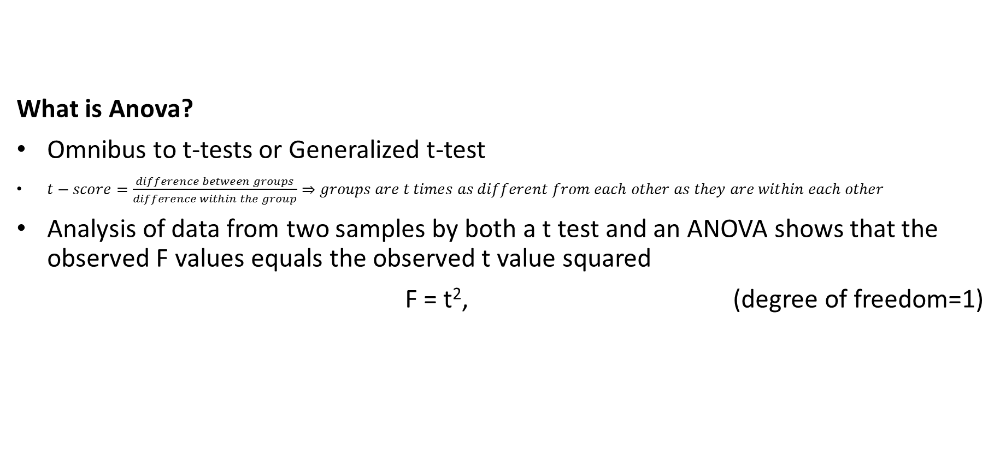 What is Anova?
• Omnibus to t-tests or Generalized t-test
• t − score = difference between groups / difference within the group ⇒ groups are t times as different from each other as they are within each other
• Analysis of data from two samples by both a t test and an ANOVA shows that the
observed F values equals the observed t value squared
F = t², (degree of freedom=1)